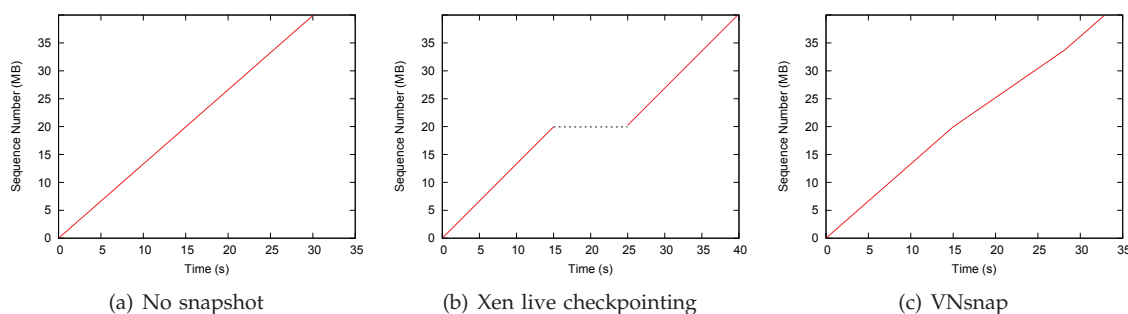 Sequence Number (MB)
35
30
25
20
15
10
5
0
0 5 10 15 20 25 30 35
Time (s)
(a) No snapshot
Sequence Number (MB)
35
30
25
20
15
10
5
0
0 5 10 15 20 25 30 35 40
Time (s)
(b) Xen live checkpointing
Sequence Number (MB)
35
30
25
20
15
10
5
0
0 5 10 15 20 25 30 35
Time (s)
(c) VNsnap